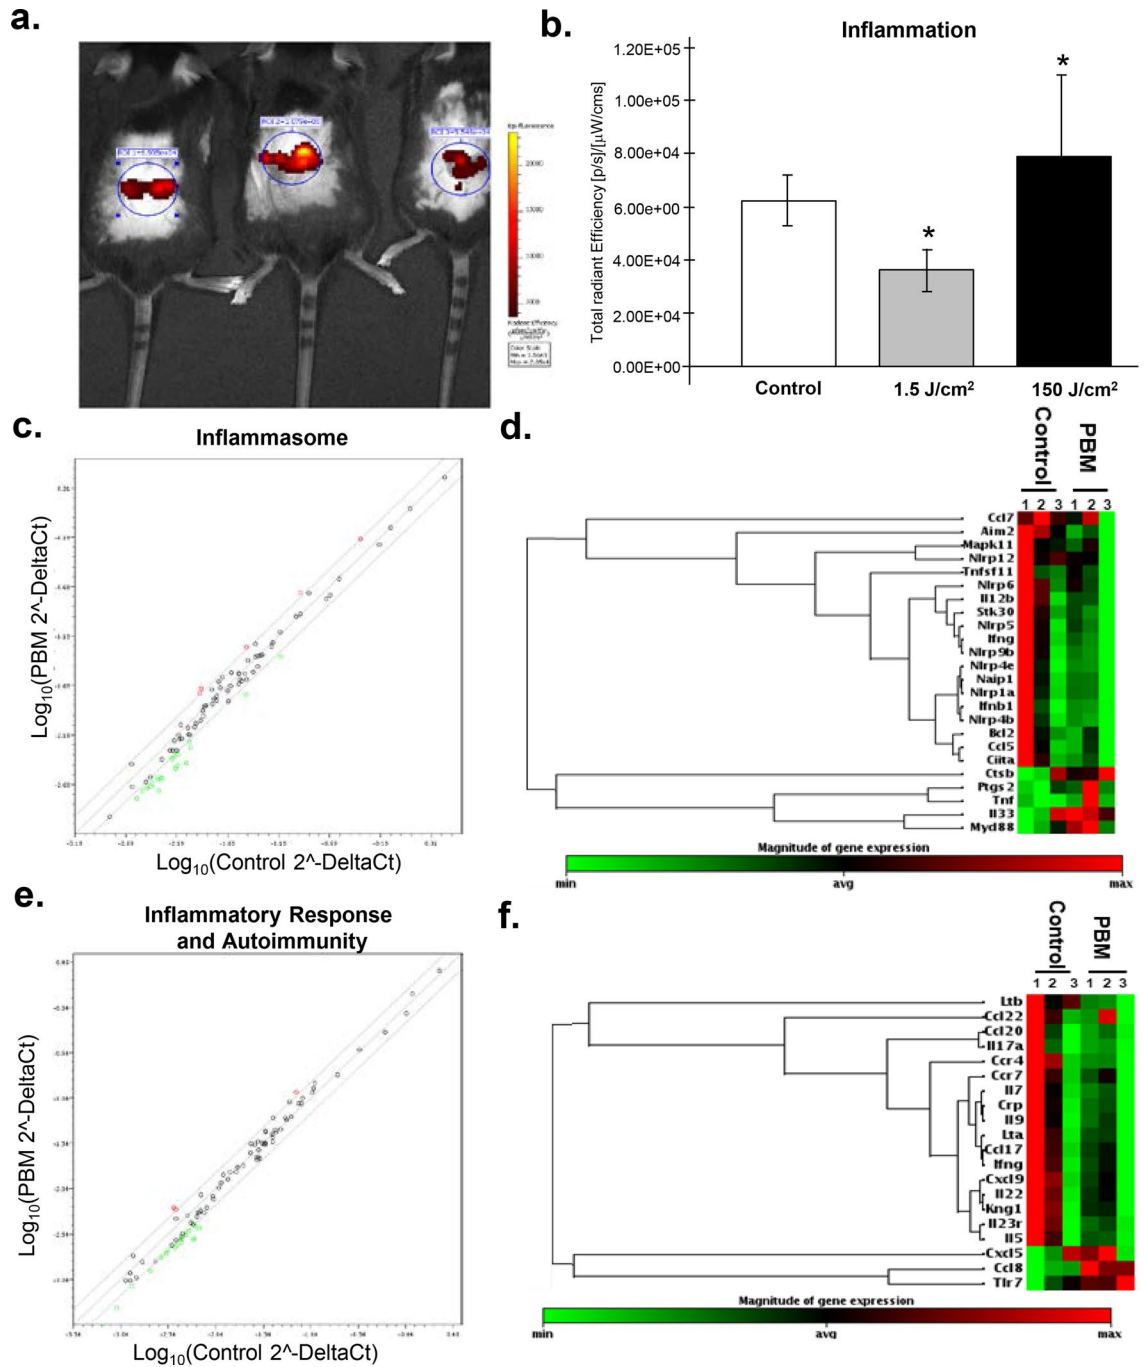 a.
b.
Inflammation
Total radiant Efficiency [p/s]/[µW/cms]
1.20E+05
1.00e+05
8.00e+04
6.00e+00
4.00E+04
2.00E+04
0.00E+00
*
*
Control
1.5 J/cm²
150 J/cm²
c.
Inflammasome
Log₁₀(PBM 2^-DeltaCt)
Log₁₀(Control 2^-DeltaCt)
d.
Control
PBM
1 2 3 1 2 3
Ccl7
Aim2
Mapk11
Nlrp12
Tnfsf11
Nlrp6
Il12b
Stk30
Nlrp5
Ifng
Nlrp9b
Nlrp4e
Naip1
Nlrp1a
Ifnb1
Nlrp4b
Bcl2
Ccl5
Ciita
Ctsb
Ptgs2
Tnf
Il33
Myd88
Magnitude of gene expression
min avg max
e.
Inflammatory Response
and Autoimmunity
Log₁₀(PBM 2^-DeltaCt)
Log₁₀(Control 2^-DeltaCt)
f.
Control
PBM
1 2 3 1 2 3
Ltb
Ccl22
Ccl20
Il17a
Ccr4
Ccr7
Il7
Crp
Il9
Lta
Ccl17
Ifng
Cxcl9
Il22
Kng1
Il23r
Il5
Cxcl5
Ccl8
Tlr7
Magnitude of gene expression
min avg max